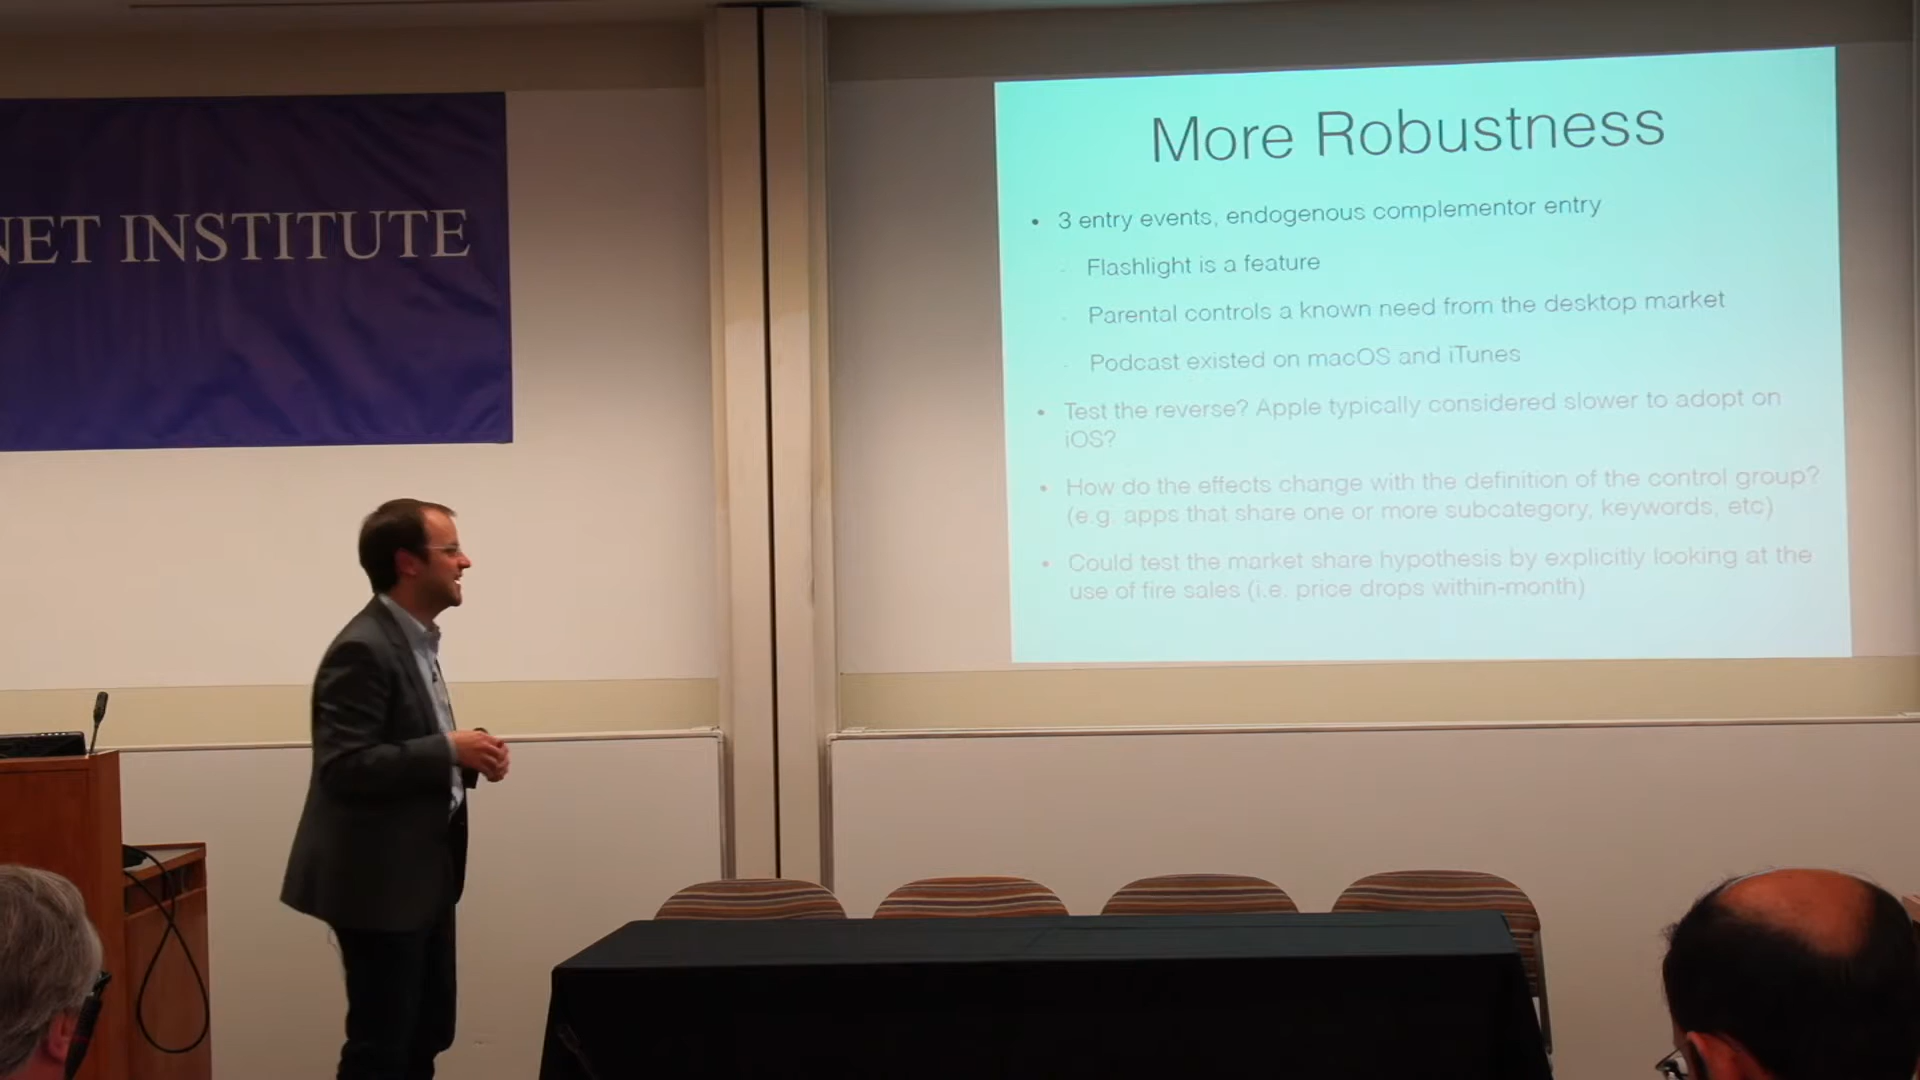 NET INSTITUTE
More Robustness
• 3 entry events, endogenous complementor entry
- Flashlight is a feature
- Parental controls a known need from the desktop market
- Podcast existed on macOS and iTunes
• Test the reverse? Apple typically considered slower to adopt on
iOS?
• How do the effects change with the definition of the control group?
(e.g. apps that share one or more subcategory, keywords, etc)
• Could test the market share hypothesis by explicitly looking at the
use of fire sales (i.e. price drops within-month)